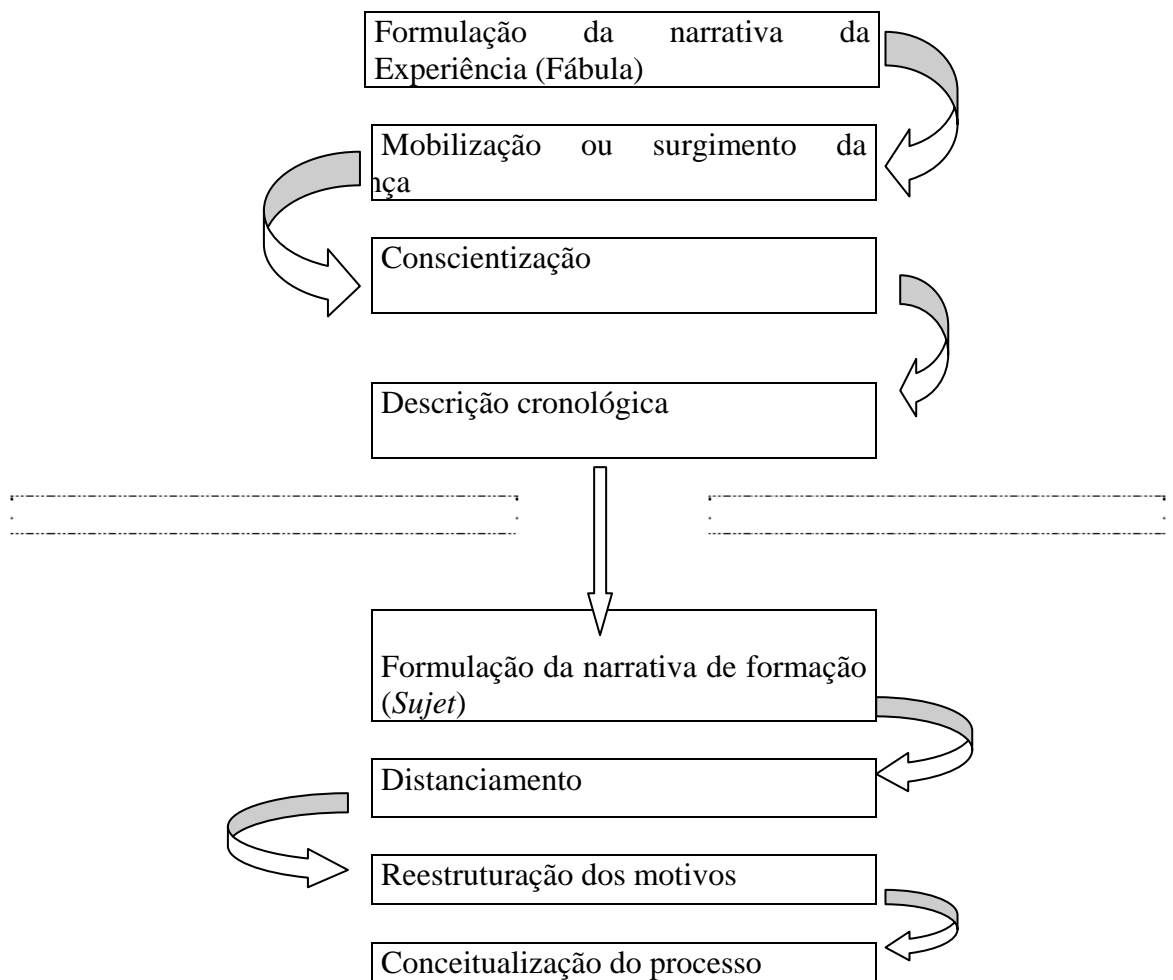 Formulação da narrativa da
Experiência (Fábula)
Mobilização ou surgimento da
nça
Conscientização
Descrição cronológica
Formulação da narrativa de formação
(Sujet)
Distanciamento
Reestruturação dos motivos
Conceitualização do processo